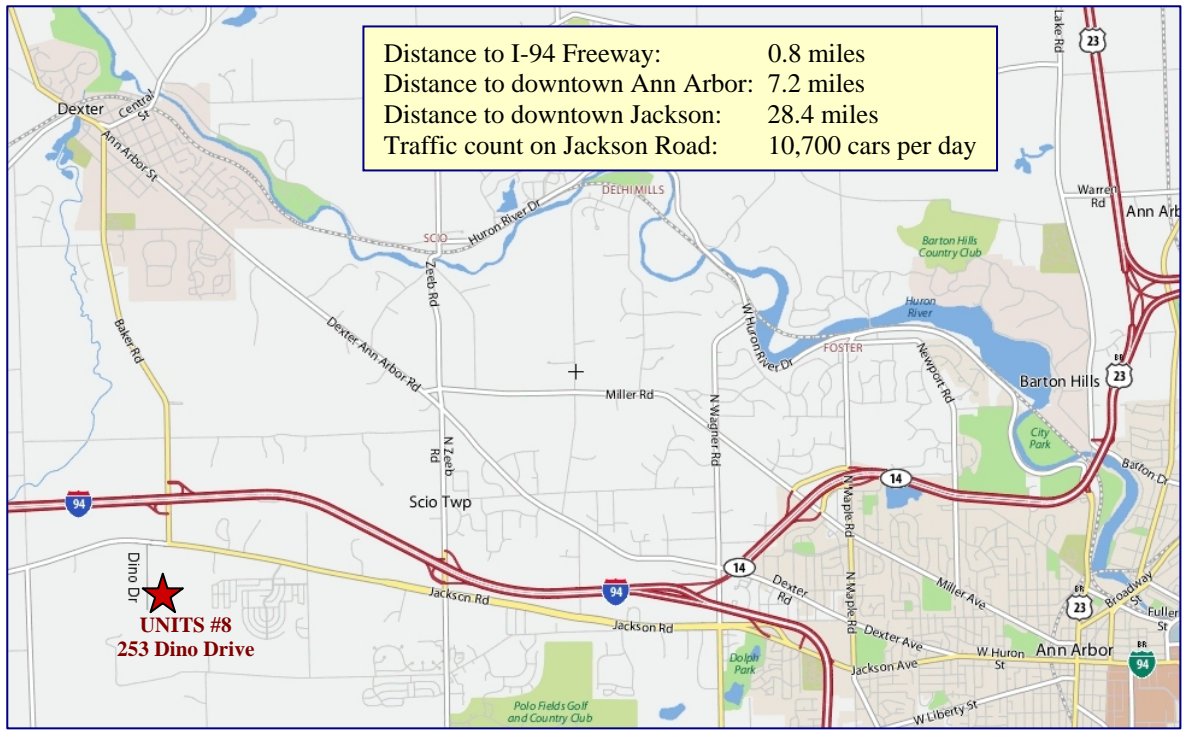 Distance to I-94 Freeway: 0.8 miles
Distance to downtown Ann Arbor: 7.2 miles
Distance to downtown Jackson: 28.4 miles
Traffic count on Jackson Road: 10,700 cars per day
Lake Rd
23
Dexter
Central St
Ann Arbor St
DELHI MILLS
Warren Rd
Ann Arb
Huron River Dr
SCIO
Barton Hills Country Club
Zeeb Rd
Huron River
W Huron River Dr
Baker Rd
Dexter Ann Arbor Rd
FOSTER
Newport Rd
BR
23
Barton Hills
Miller Rd
N Wagner Rd
City Park
N Zeeb Rd
Barton Dr
94
Scio Twp
14
N Maple Rd
Dino Dr
14
94
Dexter Rd
N Maple Rd
Miller Ave
Broadway St
BR
23
Fuller St
Jackson Rd
UNITS #8
253 Dino Drive
Jackson Rd
Dexter Ave
W Huron St
Ann Arbor
BR
94
Dolph Park
Jackson Ave
Polo Fields Golf
and Country Club
W Liberty St